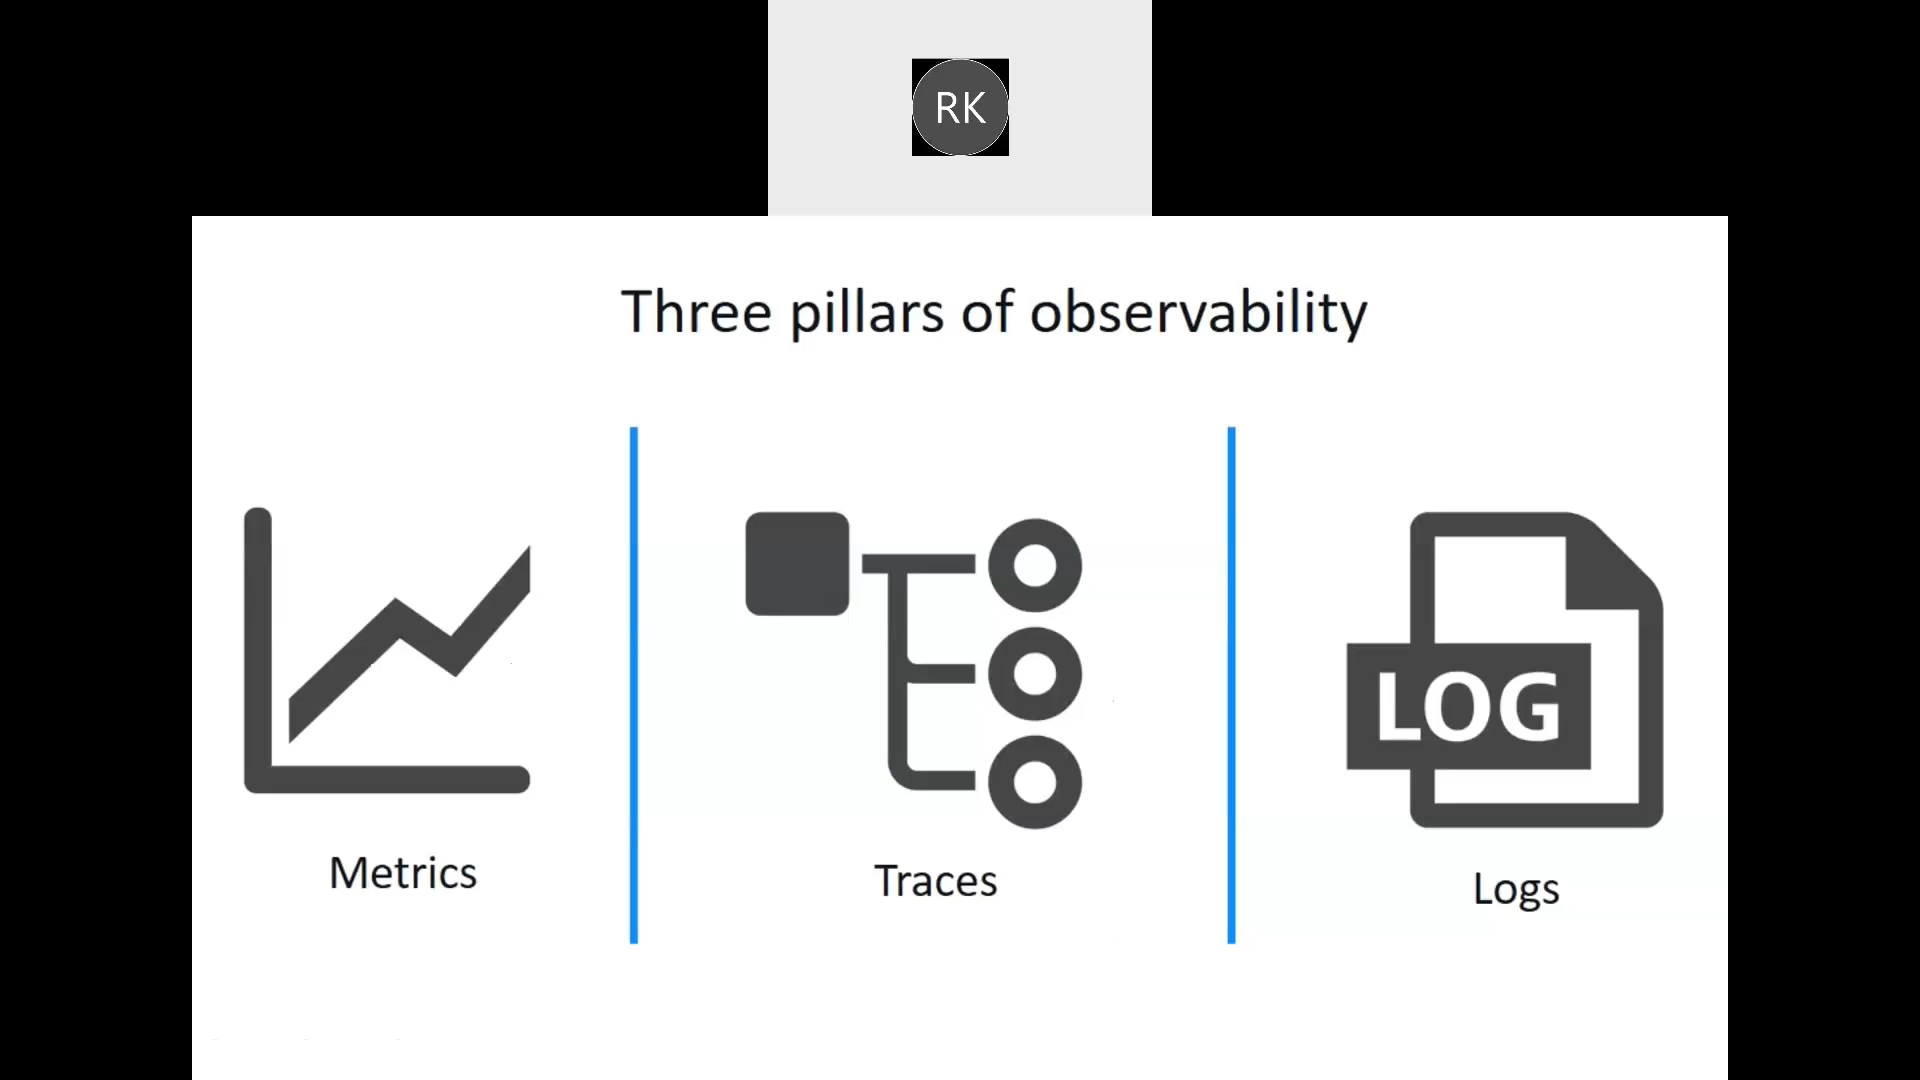 RK
Three pillars of observability
LOG
Metrics
Traces
Logs